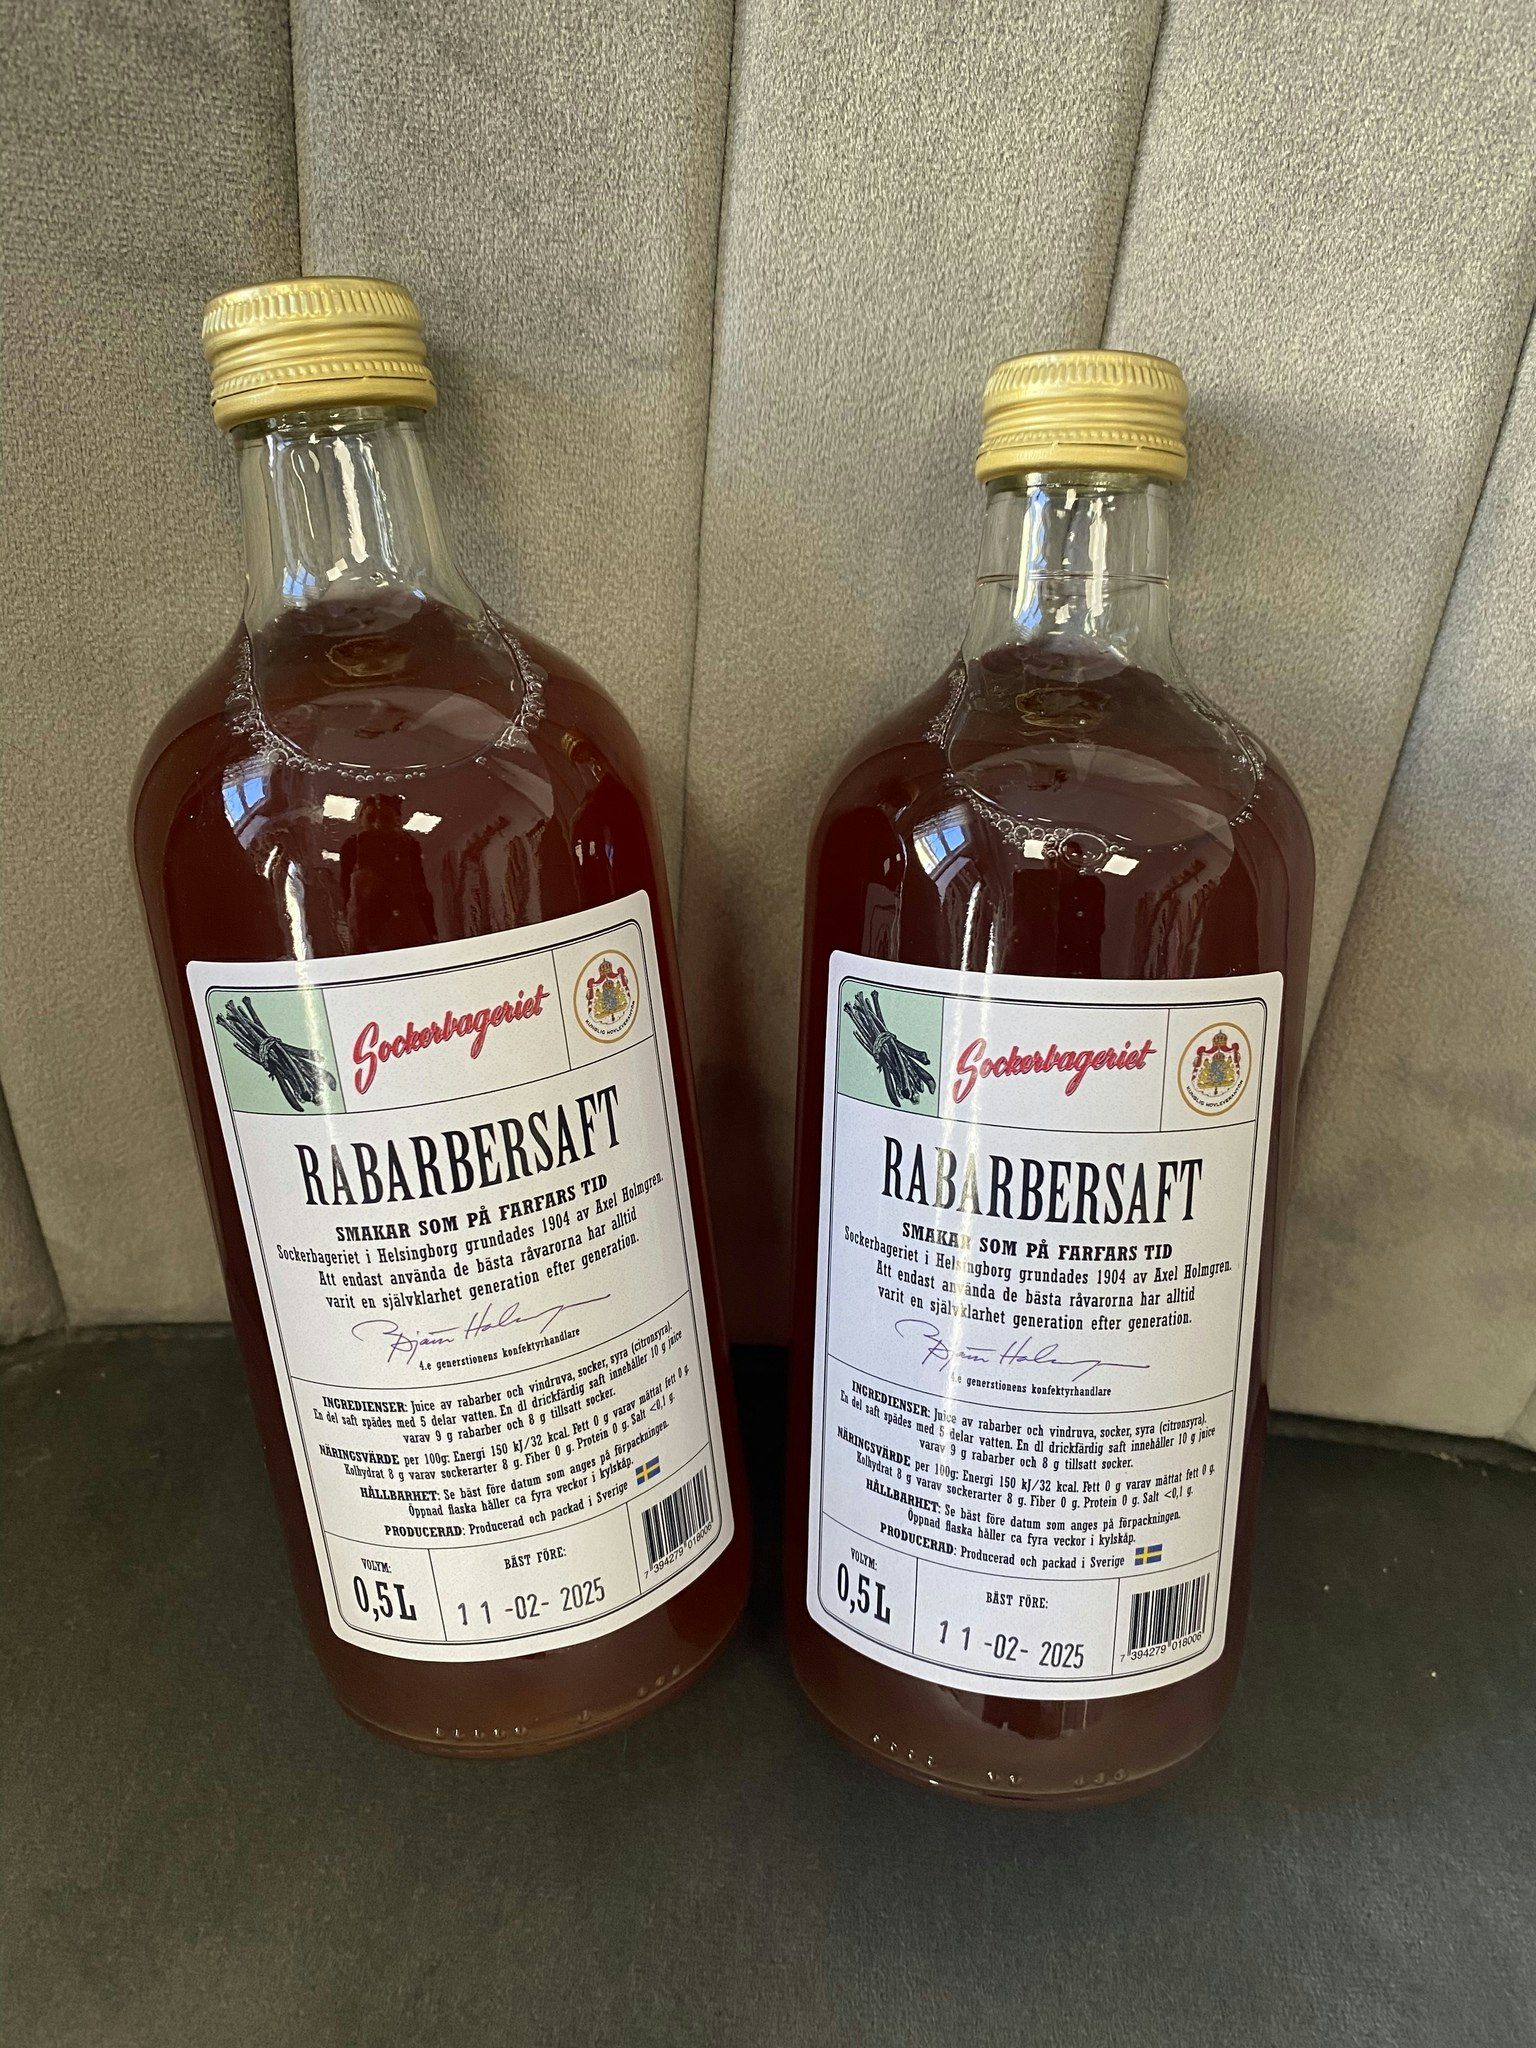 Sockerbageriet
KUNGLIG HOVLEVERANTÖR
RABARBERSAFT
SMAKAR SOM PÅ FARFARS TID
Sockerbageriet i Helsingborg grundades 1904 av Axel Holmgren.
Att endast använda de bästa råvarorna har alltid
varit en självklarhet generation efter generation.
4.e generstionens konfektyrhandlare
INGREDIENSER: Juice av rabarber och vindruva, socker, syra (citronsyra).
En del saft spädes med 5 delar vatten. En dl drickfärdig saft innehåller 10 g juice
varav 9 g rabarber och 8 g tillsatt socker.
NÄRINGSVÄRDE per 100g: Energi 150 kJ/32 kcal. Fett 0 g varav mättat fett 0 g.
Kolhydrat 8 g varav sockerarter 8 g. Fiber 0 g. Protein 0 g. Salt <0,1 g.
HÅLLBARHET: Se bäst före datum som anges på förpackningen.
Öppnad flaska håller ca fyra veckor i kylskåp.
PRODUCERAD: Producerad och packad i Sverige
VOLYM:
0,5L
BÄST FÖRE:
11-02-2025
7 394279 018006
Sockerbageriet
KUNGLIG HOVLEVERANTÖR
RABARBERSAFT
SMAKAR SOM PÅ FARFARS TID
Sockerbageriet i Helsingborg grundades 1904 av Axel Holmgren.
Att endast använda de bästa råvarorna har alltid
varit en självklarhet generation efter generation.
4.e generstionens konfektyrhandlare
INGREDIENSER: Juice av rabarber och vindruva, socker, syra (citronsyra).
En del saft spädes med 5 delar vatten. En dl drickfärdig saft innehåller 10 g juice
varav 9 g rabarber och 8 g tillsatt socker.
NÄRINGSVÄRDE per 100g: Energi 150 kJ/32 kcal. Fett 0 g varav mättat fett 0 g.
Kolhydrat 8 g varav sockerarter 8 g. Fiber 0 g. Protein 0 g. Salt <0,1 g.
HÅLLBARHET: Se bäst före datum som anges på förpackningen.
Öppnad flaska håller ca fyra veckor i kylskåp.
PRODUCERAD: Producerad och packad i Sverige
VOLYM:
0,5L
BÄST FÖRE:
11-02-2025
7 394279 018006